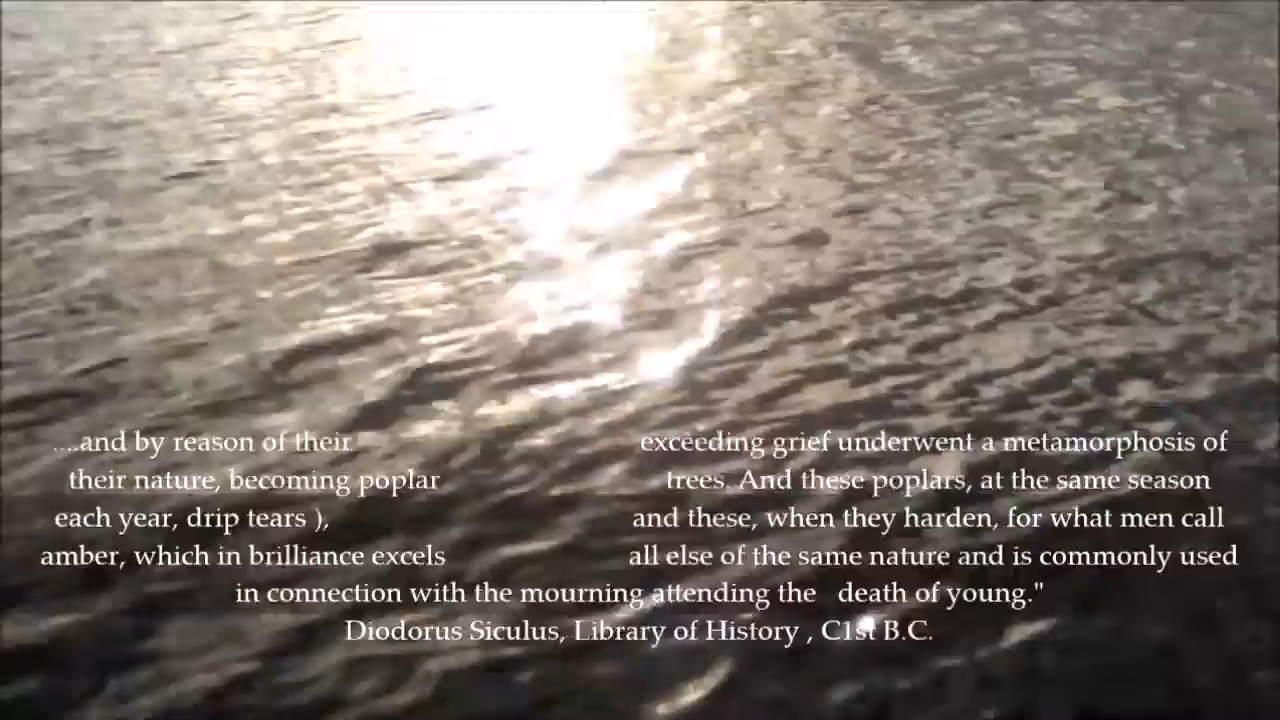 ....and by reason of their exceeding grief underwent a metamorphosis of
their nature, becoming poplar trees. And these poplars, at the same season
each year, drip tears ), and these, when they harden, for what men call
amber, which in brilliance excels all else of the same nature and is commonly used
in connection with the mourning attending the death of young."
Diodorus Siculus, Library of History , C1st B.C.